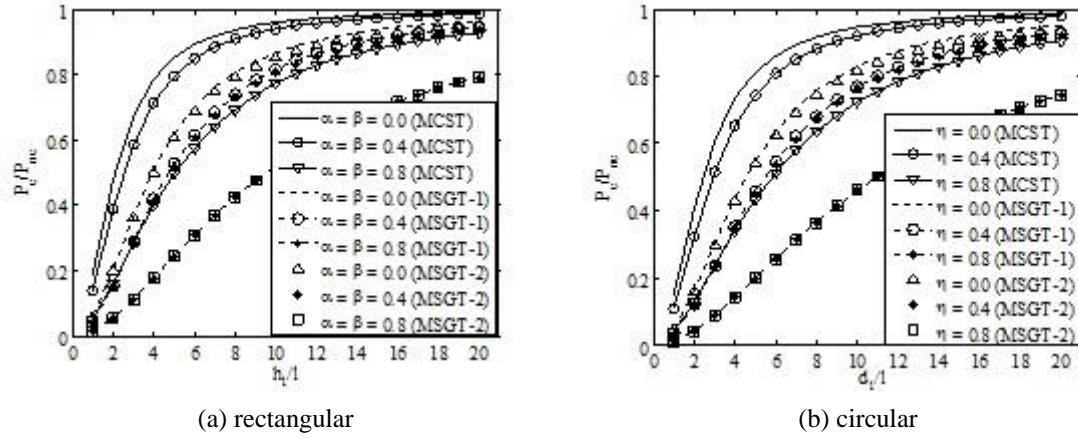 1
0.8
0.6
0.4
0.2
0
P_c/P_nc
α = β = 0.0 (MCST)
α = β = 0.4 (MCST)
α = β = 0.8 (MCST)
α = β = 0.0 (MSGT-1)
α = β = 0.4 (MSGT-1)
α = β = 0.8 (MSGT-1)
α = β = 0.0 (MSGT-2)
α = β = 0.4 (MSGT-2)
α = β = 0.8 (MSGT-2)
0 2 4 6 8 10 12 14 16 18 20
(a) rectangular
1
0.8
0.6
0.4
0.2
0
P_c/P_nc
η = 0.0 (MCST)
η = 0.4 (MCST)
η = 0.8 (MCST)
η = 0.0 (MSGT-1)
η = 0.4 (MSGT-1)
η = 0.8 (MSGT-1)
η = 0.0 (MSGT-2)
η = 0.4 (MSGT-2)
η = 0.8 (MSGT-2)
0 2 4 6 8 10 12 14 16 18 20
(b) circular